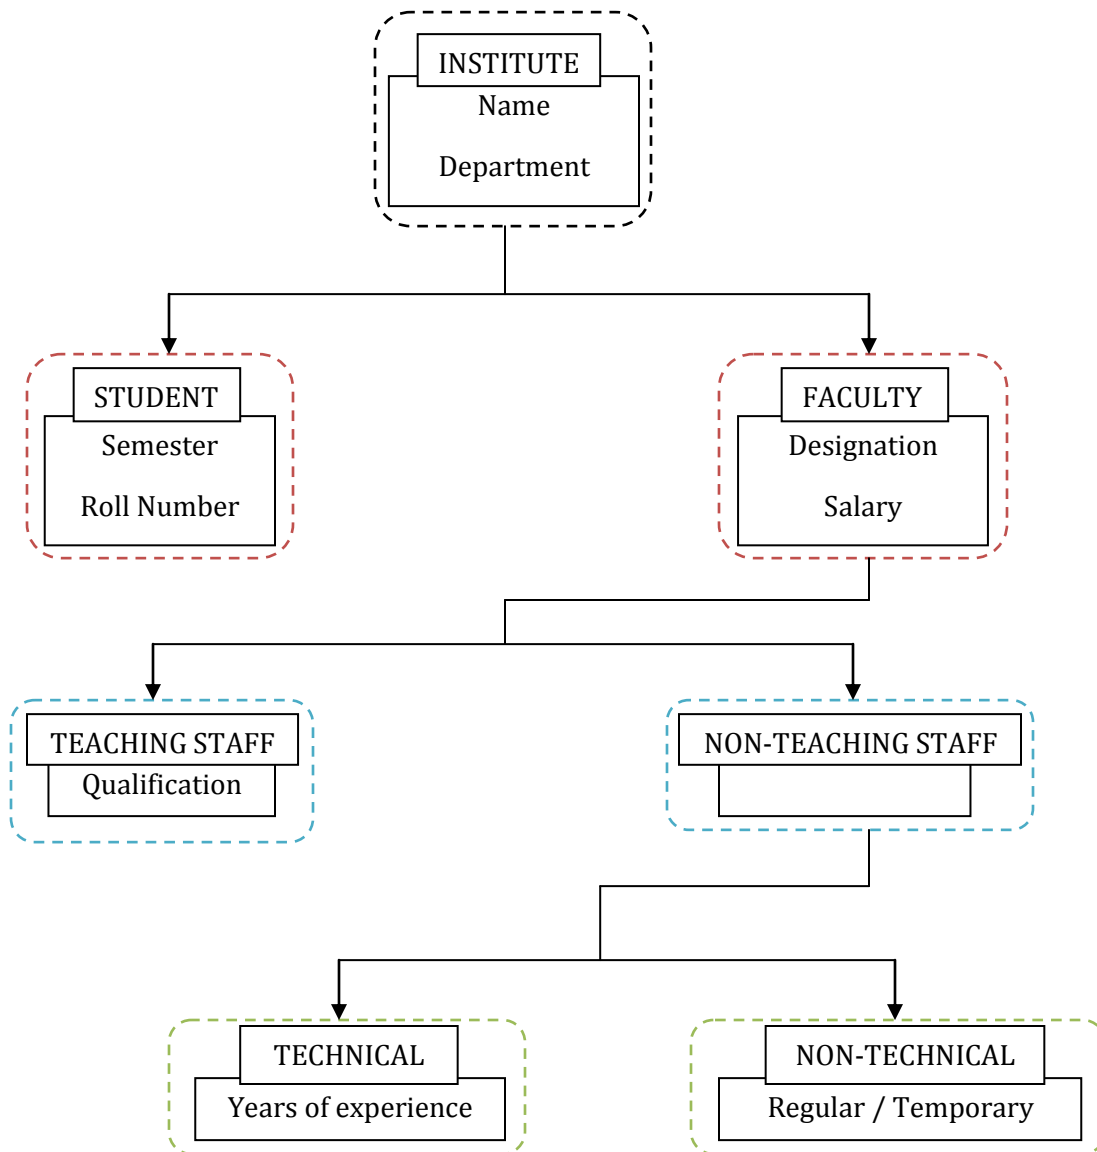 INSTITUTE
Name
Department
STUDENT
Semester
Roll Number
FACULTY
Designation
Salary
TEACHING STAFF
Qualification
NON-TEACHING STAFF
TECHNICAL
Years of experience
NON-TECHNICAL
Regular / Temporary